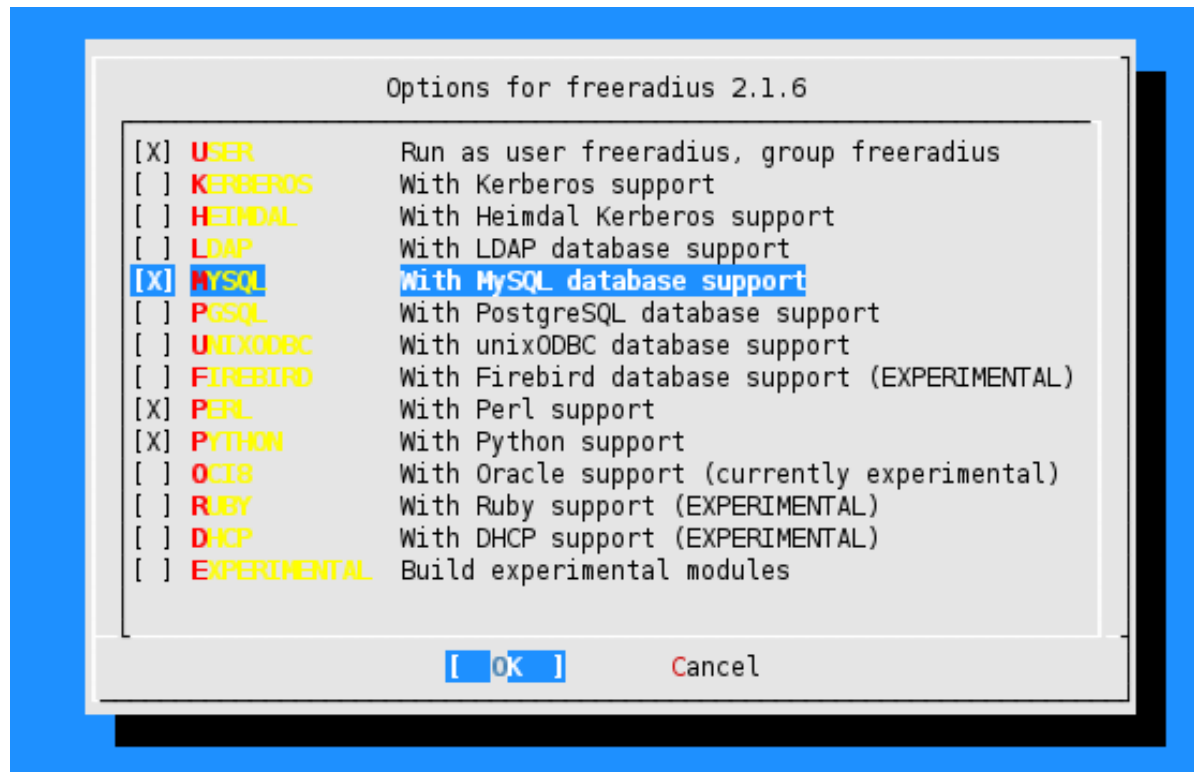 Options for freeradius 2.1.6
[X] USER Run as user freeradius, group freeradius
[ ] KERBEROS With Kerberos support
[ ] HEIMDAL With Heimdal Kerberos support
[ ] LDAP With LDAP database support
[X] MYSQL With MySQL database support
[ ] PGSQL With PostgreSQL database support
[ ] UNIXODBC With unixODBC database support
[ ] FIREBIRD With Firebird database support (EXPERIMENTAL)
[X] PERL With Perl support
[X] PYTHON With Python support
[ ] OCI8 With Oracle support (currently experimental)
[ ] RUBY With Ruby support (EXPERIMENTAL)
[ ] DHCP With DHCP support (EXPERIMENTAL)
[ ] EXPERIMENTAL Build experimental modules
[ OK ] Cancel